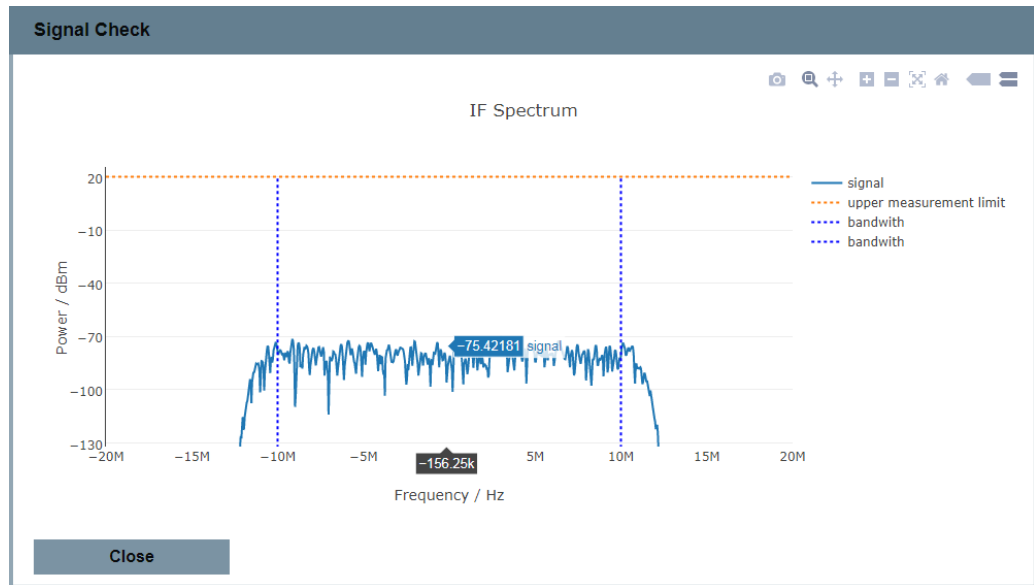 Signal Check
IF Spectrum
20
−10
−40
−70
−100
−130
Power / dBm
−75.42181 signal
signal
upper measurement limit
bandwith
bandwith
−20M
−15M
−10M
−5M
−156.25k
5M
10M
15M
20M
Frequency / Hz
Close